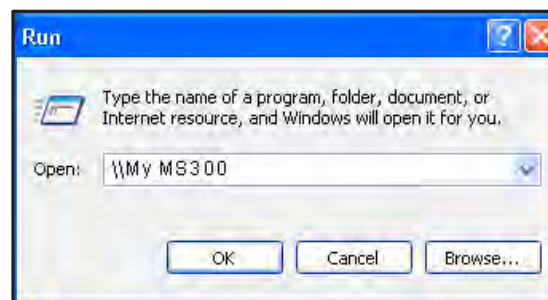 Run
Type the name of a program, folder, document, or
Internet resource, and Windows will open it for you.
Open: \\My MS300
OK Cancel Browse...